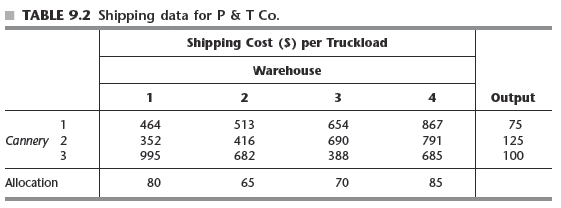 TABLE 9.2 Shipping data for P & T Co.
Shipping Cost ($) per Truckload
Warehouse
1 2 3 4 Output
1 464 513 654 867 75
Cannery 2 352 416 690 791 125
3 995 682 388 685 100
Allocation 80 65 70 85